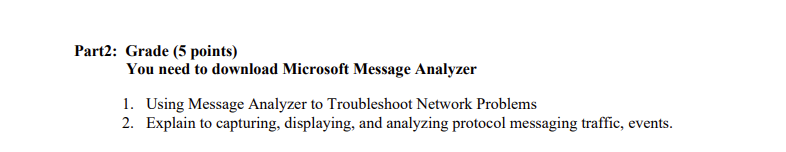 Part2: Grade (5 points)
You need to download Microsoft Message Analyzer
1. Using Message Analyzer to Troubleshoot Network Problems
2. Explain to capturing, displaying, and analyzing protocol messaging traffic, events.